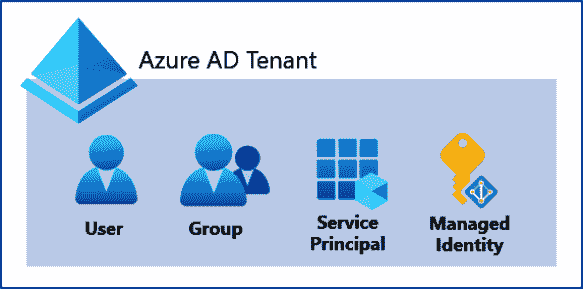 Azure AD Tenant
User
Group
Service
Principal
Managed
Identity